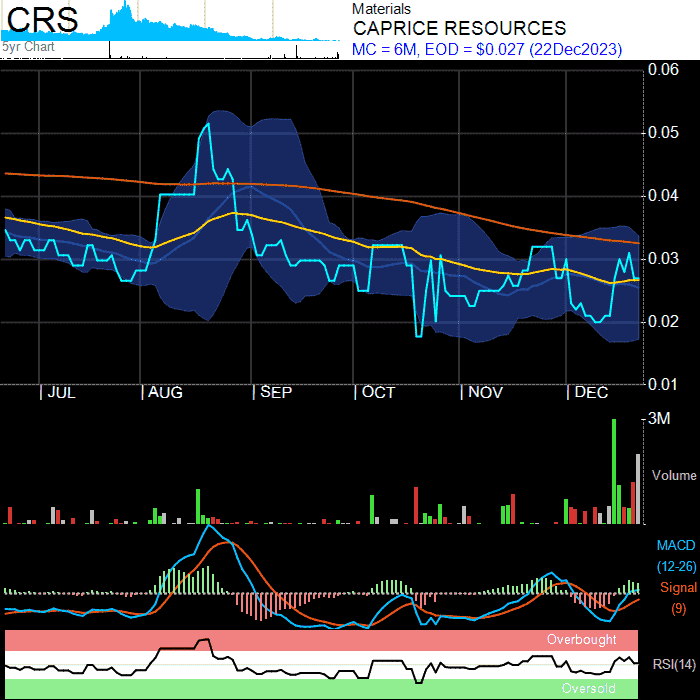 CRS
5yr Chart
Materials
CAPRICE RESOURCES
MC = 6M, EOD = $0.027 (22Dec2023)
0.06
0.05
0.04
0.03
0.02
0.01
JUL
AUG
SEP
OCT
NOV
DEC
3M
Volume
MACD
(12-26)
Signal
(9)
Overbought
RSI(14)
Oversold